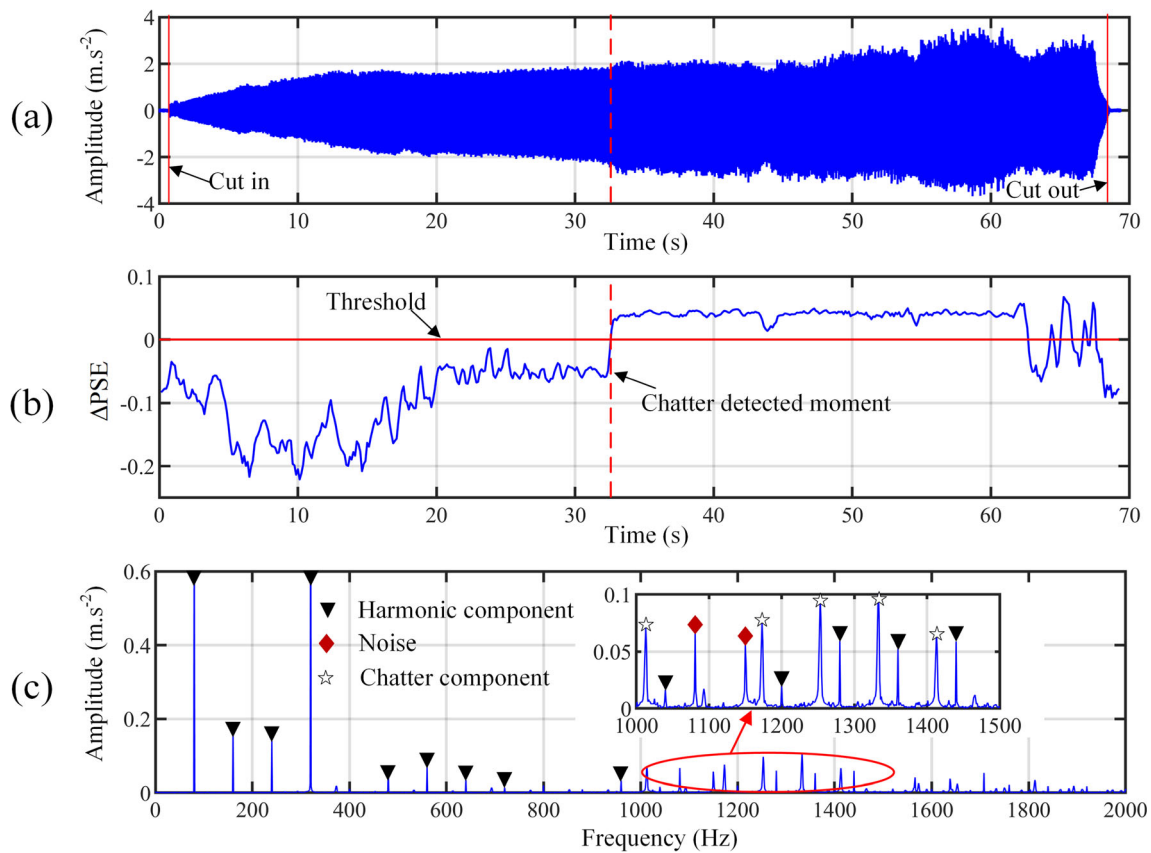 (a)
Amplitude (m.s⁻²)
4
2
0
-2
-4
Cut in
Cut out
0 10 20 30 40 50 60 70
Time (s)
(b)
ΔPSE
0.1
0
-0.1
-0.2
Threshold
Chatter detected moment
0 10 20 30 40 50 60 70
Time (s)
(c)
Amplitude (m.s⁻²)
0.6
0.4
0.2
0
Harmonic component
Noise
Chatter component
0.1
0.05
0
1000 1100 1200 1300 1400 1500
0 200 400 600 800 1000 1200 1400 1600 1800 2000
Frequency (Hz)